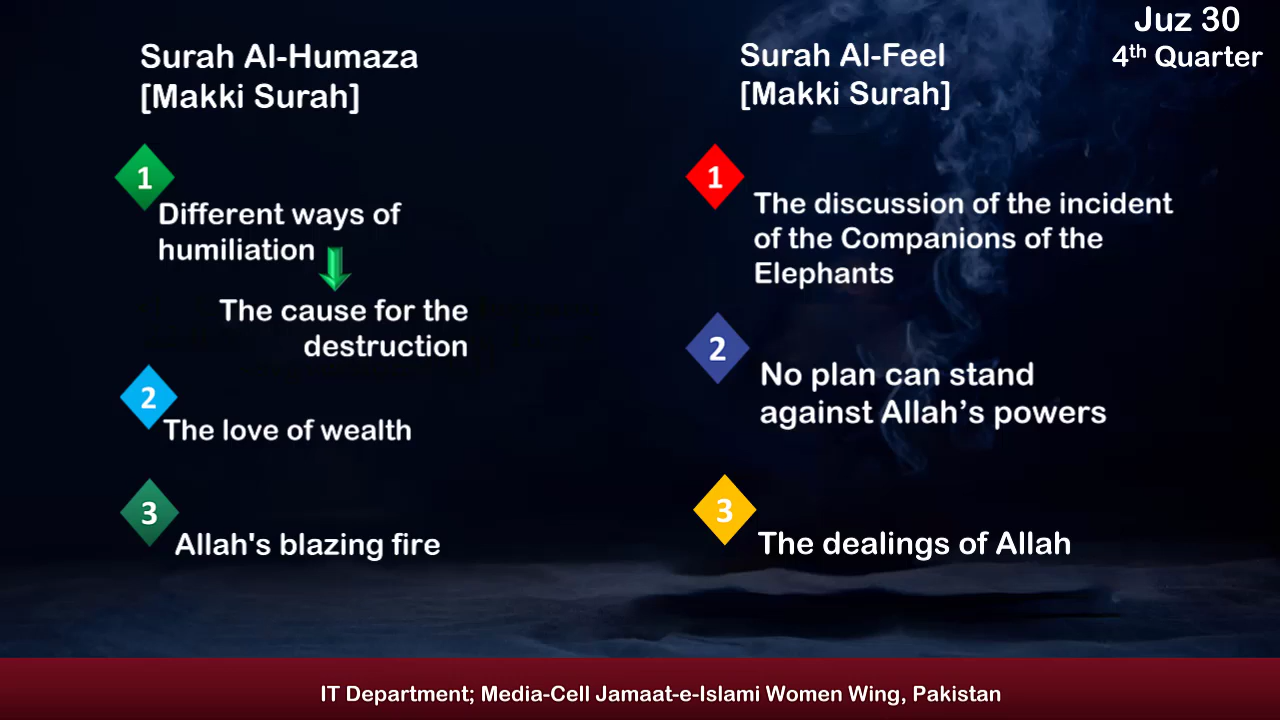 Juz 30
4th Quarter
Surah Al-Humaza
[Makki Surah]
1
Different ways of
humiliation
The cause for the
destruction
2
The love of wealth
3
Allah's blazing fire
Surah Al-Feel
[Makki Surah]
1
The discussion of the incident
of the Companions of the
Elephants
2
No plan can stand
against Allah’s powers
3
The dealings of Allah
IT Department; Media-Cell Jamaat-e-Islami Women Wing, Pakistan